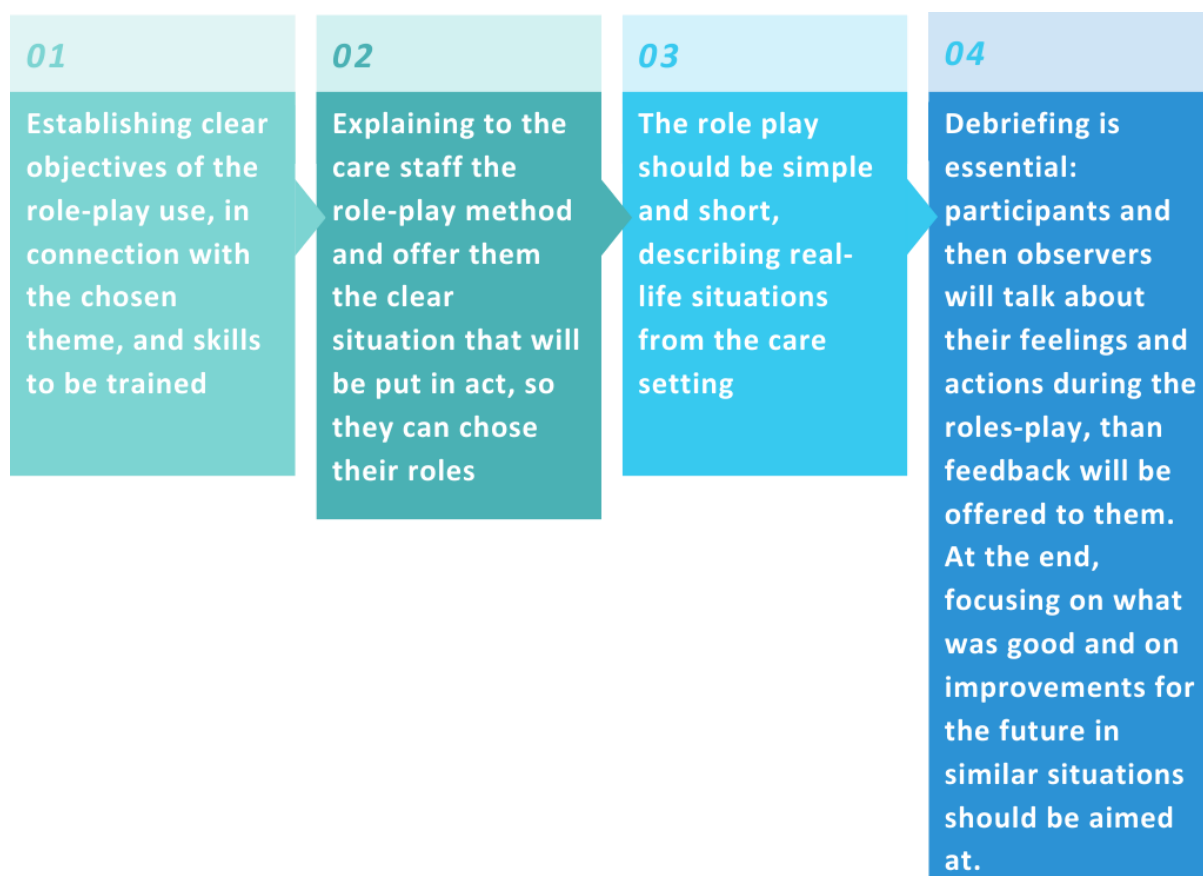 01
Establishing clear
objectives of the
role-play use, in
connection with
the chosen
theme, and skills
to be trained
02
Explaining to the
care staff the
role-play method
and offer them
the clear
situation that will
be put in act, so
they can chose
their roles
03
The role play
should be simple
and short,
describing real-
life situations
from the care
setting
04
Debriefing is
essential:
participants and
then observers
will talk about
their feelings and
actions during the
roles-play, than
feedback will be
offered to them.
At the end,
focusing on what
was good and on
improvements for
the future in
similar situations
should be aimed
at.